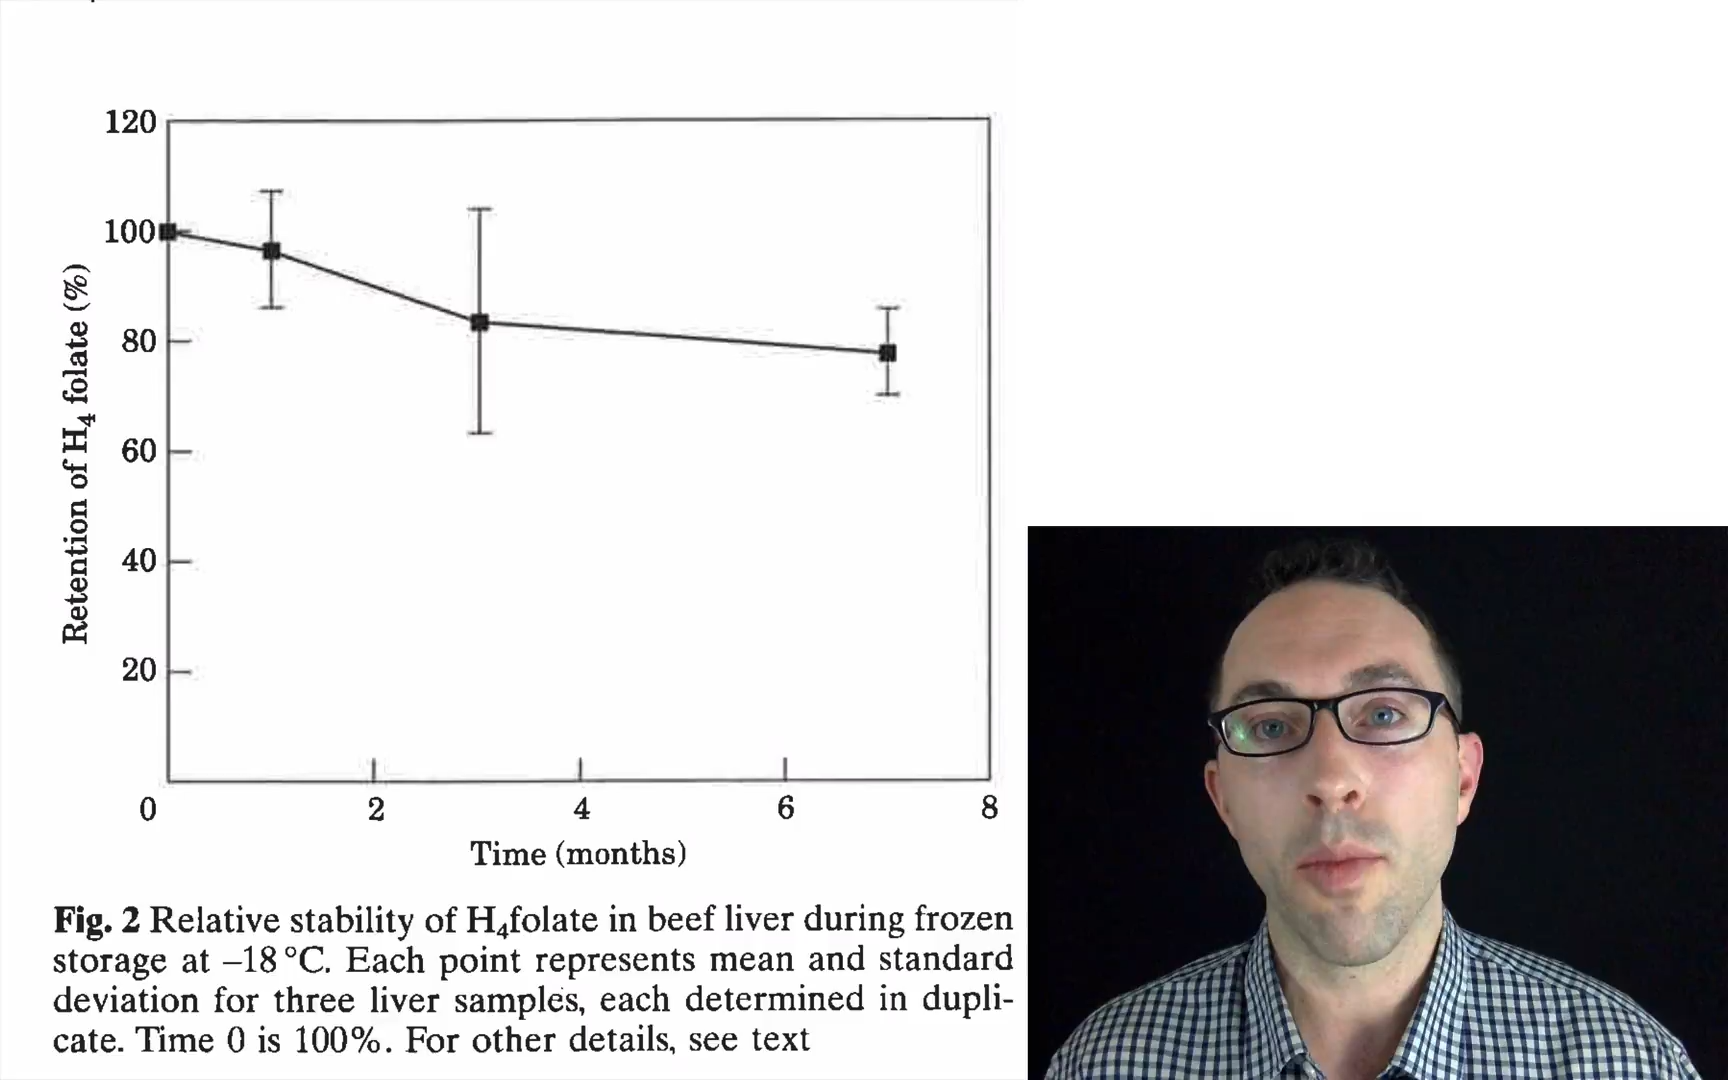 120
100
80
60
40
20
Retention of H₄ folate (%)
0 2 4 6 8
Time (months)
Fig. 2 Relative stability of H₄folate in beef liver during frozen
storage at –18 °C. Each point represents mean and standard
deviation for three liver samples, each determined in dupli-
cate. Time 0 is 100%. For other details, see text